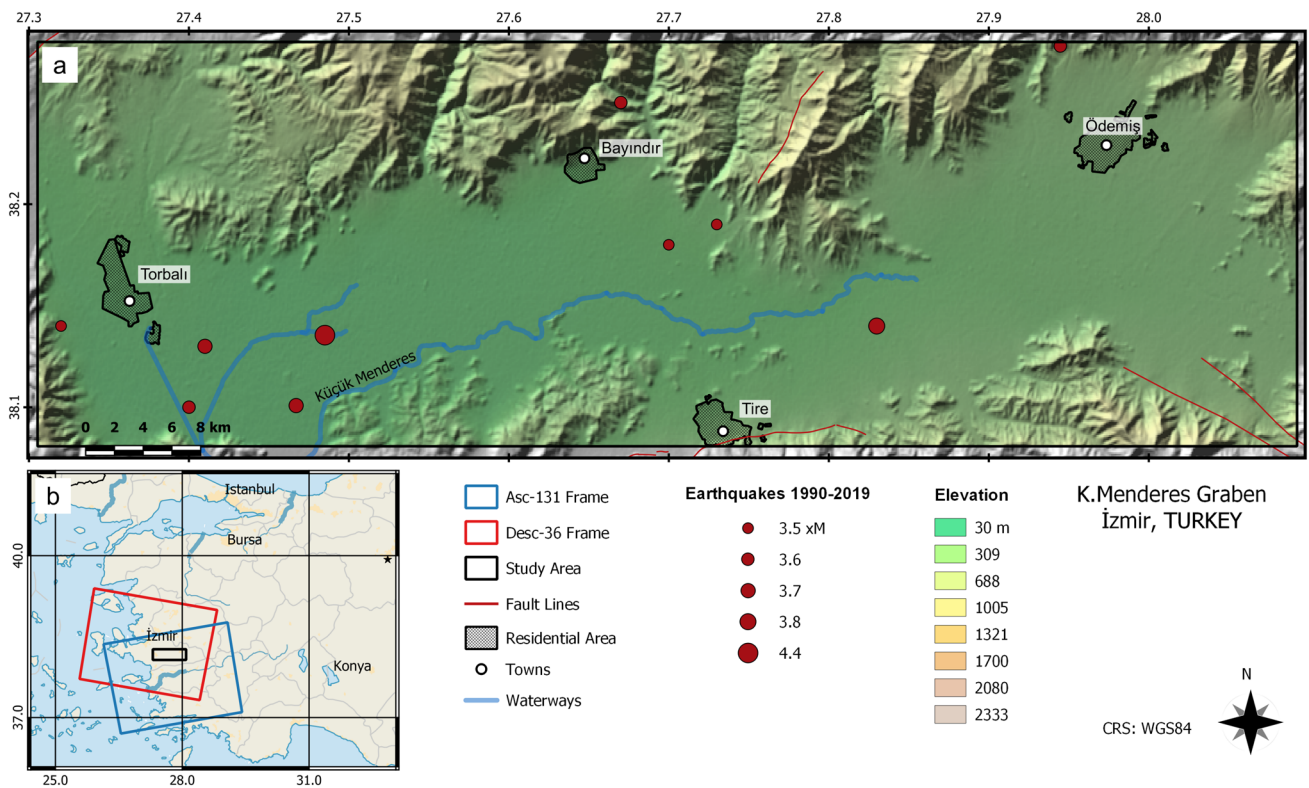 27.3 27.4 27.5 27.6 27.7 27.8 27.9 28.0
a
Ödemiş
Bayındır
38.2
Torbalı
Küçük Menderes
38.1
Tire
0 2 4 6 8 km
b
Istanbul
Bursa
40.0
İzmir
Konya
37.0
25.0 28.0 31.0
Asc-131 Frame
Desc-36 Frame
Study Area
Fault Lines
Residential Area
Towns
Waterways
Earthquakes 1990-2019
3.5 xM
3.6
3.7
3.8
4.4
Elevation
30 m
309
688
1005
1321
1700
2080
2333
K.Menderes Graben
İzmir, TURKEY
N
CRS: WGS84